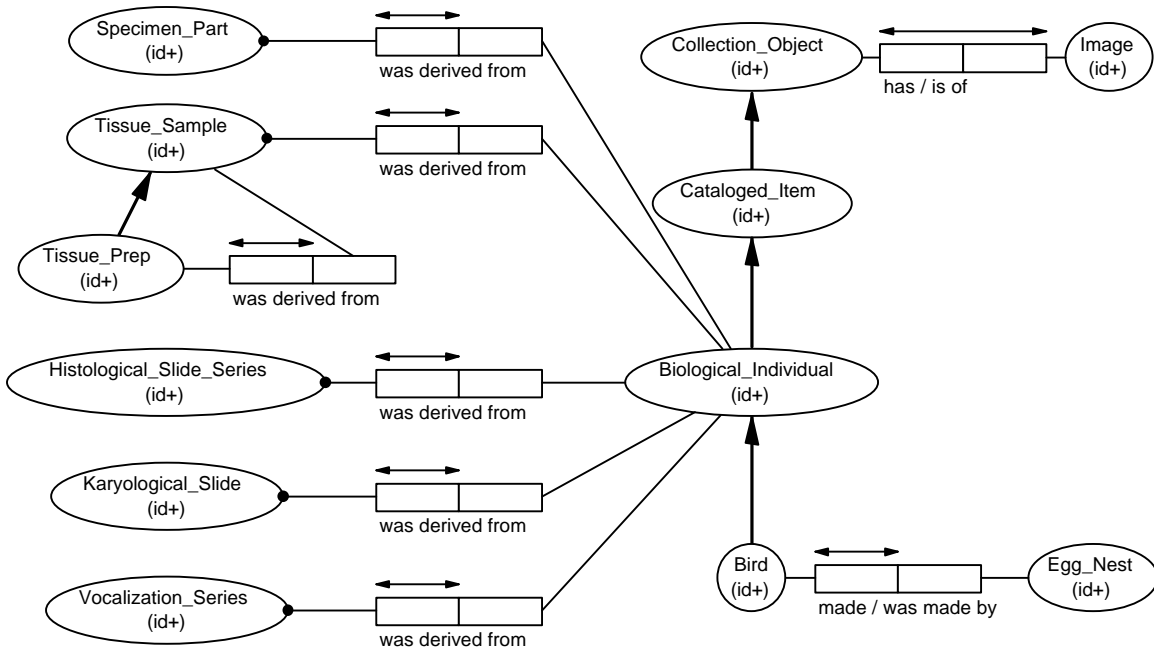 Specimen_Part
(id+)
was derived from
Collection_Object
(id+)
has / is of
Image
(id+)
Tissue_Sample
(id+)
was derived from
Cataloged_Item
(id+)
Tissue_Prep
(id+)
was derived from
Histological_Slide_Series
(id+)
was derived from
Biological_Individual
(id+)
Karyological_Slide
(id+)
was derived from
Bird
(id+)
made / was made by
Egg_Nest
(id+)
Vocalization_Series
(id+)
was derived from